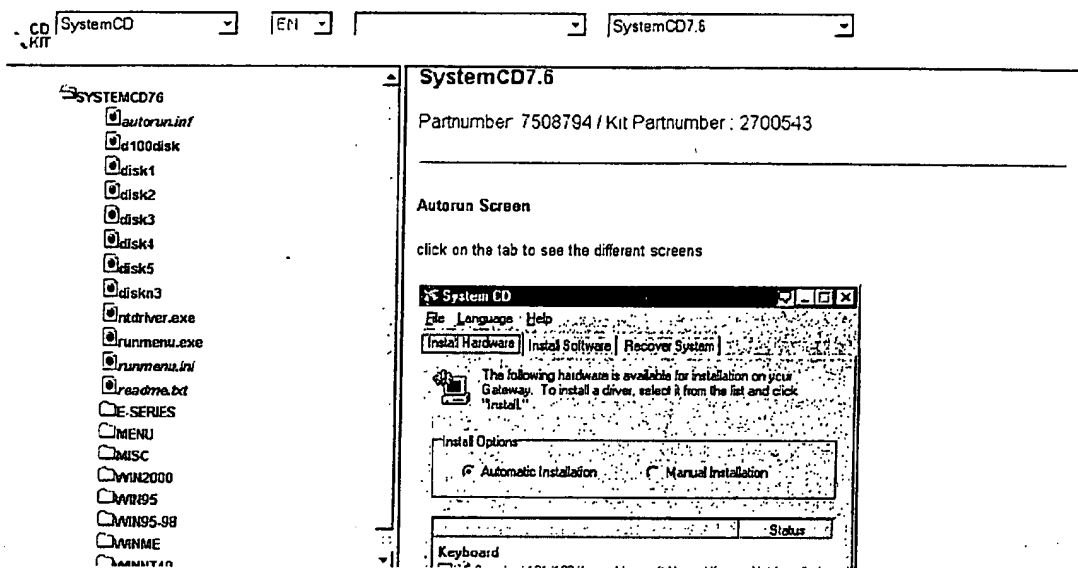 CD KIT
SystemCD
EN
SystemCD7.6
SYSTEMCD76
autorun.inf
d100disk
disk1
disk2
disk3
disk4
disk5
diskn3
ntdriver.exe
runmenu.exe
runmenu.ini
readme.txt
E-SERIES
MENU
MISC
WIN2000
WIN95
WIN95-98
WINME
WINNT40
SystemCD7.6
Partnumber 7508794 / Kit Partnumber : 2700543
Autorun Screen
click on the tab to see the different screens
System CD
File Language Help
Install Hardware Install Software Recover System
The following hardware is available for installation on your
Gateway. To install a driver, select it from the list and click
"Install."
Install Options
Automatic Installation Manual Installation
Status
Keyboard